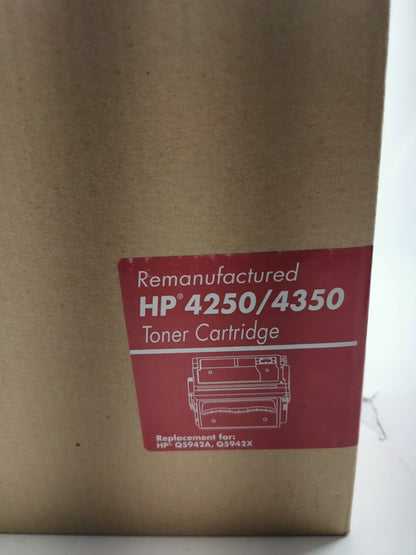 Remanufactured
HP® 4250/4350
Toner Cartridge
Replacement for:
HP® Q5942A, Q5942X